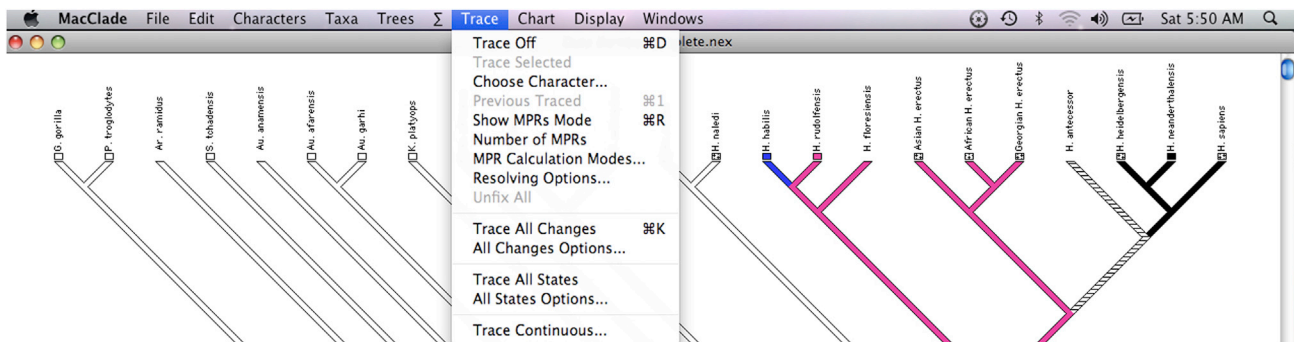 MacClade File Edit Characters Taxa Trees Σ Trace Chart Display Windows Sat 5:50 AM
plete.nex
Trace Off ⌘D
Trace Selected
Choose Character...
Previous Traced ⌘1
Show MPRs Mode ⌘R
Number of MPRs
MPR Calculation Modes...
Resolving Options...
Unfix All
Trace All Changes ⌘K
All Changes Options...
Trace All States
All States Options...
Trace Continuous...
G. gorilla
P. troglodytes
Ar. ramidus
S. tchadensis
Au. anamensis
Au. afarensis
Au. garhi
K. platyops
H. naledi
H. habilis
H. rudolfensis
H. floresiensis
Asian H. erectus
African H. erectus
Georgian H. erectus
H. antecessor
H. heidelbergensis
H. neanderthalensis
H. sapiens